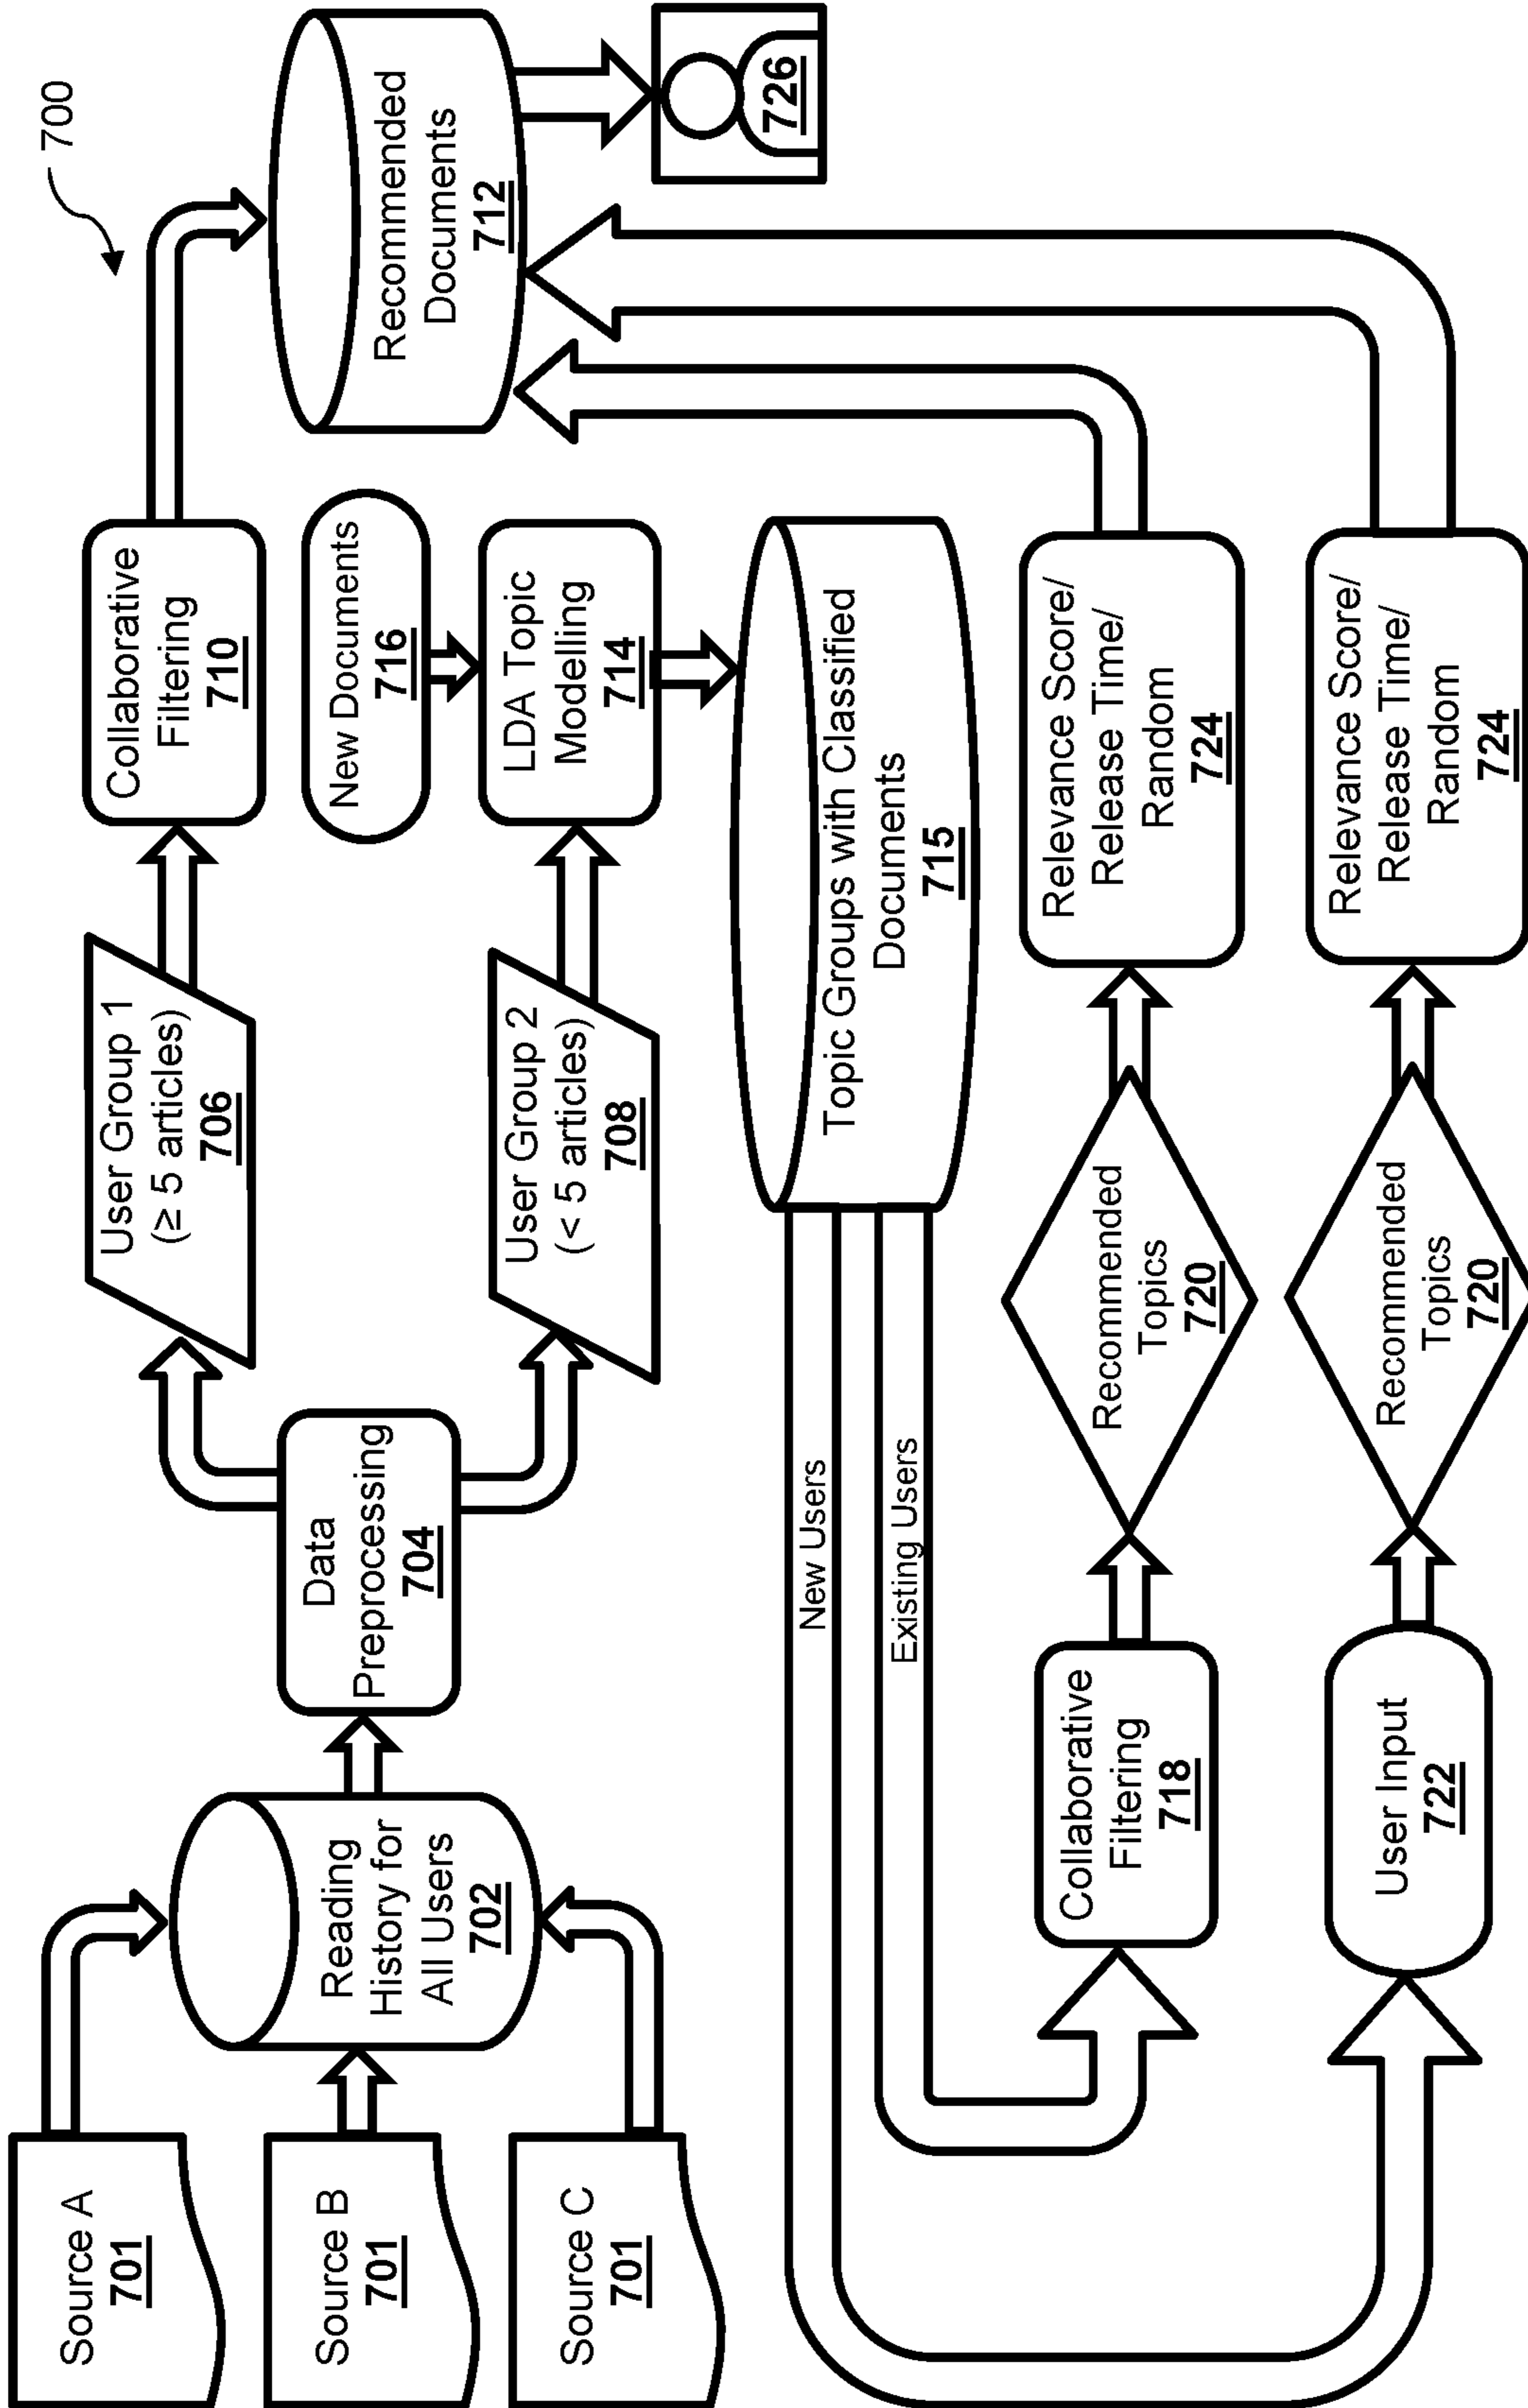 700
Source A
701
Source B
701
Source C
701
Reading
History for
All Users
702
Data
Preprocessing
704
User Group 1
(≥ 5 articles)
706
User Group 2
(< 5 articles)
708
Collaborative
Filtering
710
New Documents
716
LDA Topic
Modelling
714
Recommended
Documents
712
726
Topic Groups with Classified
Documents
715
New Users
Existing Users
Collaborative
Filtering
718
Recommended
Topics
720
Relevance Score/
Release Time/
Random
724
User Input
722
Recommended
Topics
720
Relevance Score/
Release Time/
Random
724